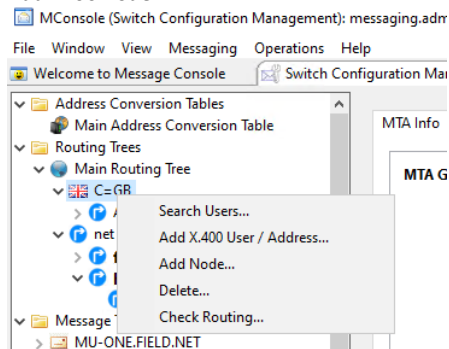 MConsole (Switch Configuration Management): messaging.adm
File Window View Messaging Operations Help
Welcome to Message Console
Switch Configuration Mar
Address Conversion Tables
Main Address Conversion Table
Routing Trees
Main Routing Tree
C=GB
net
Message
MU-ONE.FIELD.NET
Search Users...
Add X.400 User / Address...
Add Node...
Delete...
Check Routing...
MTA Info
MTA G